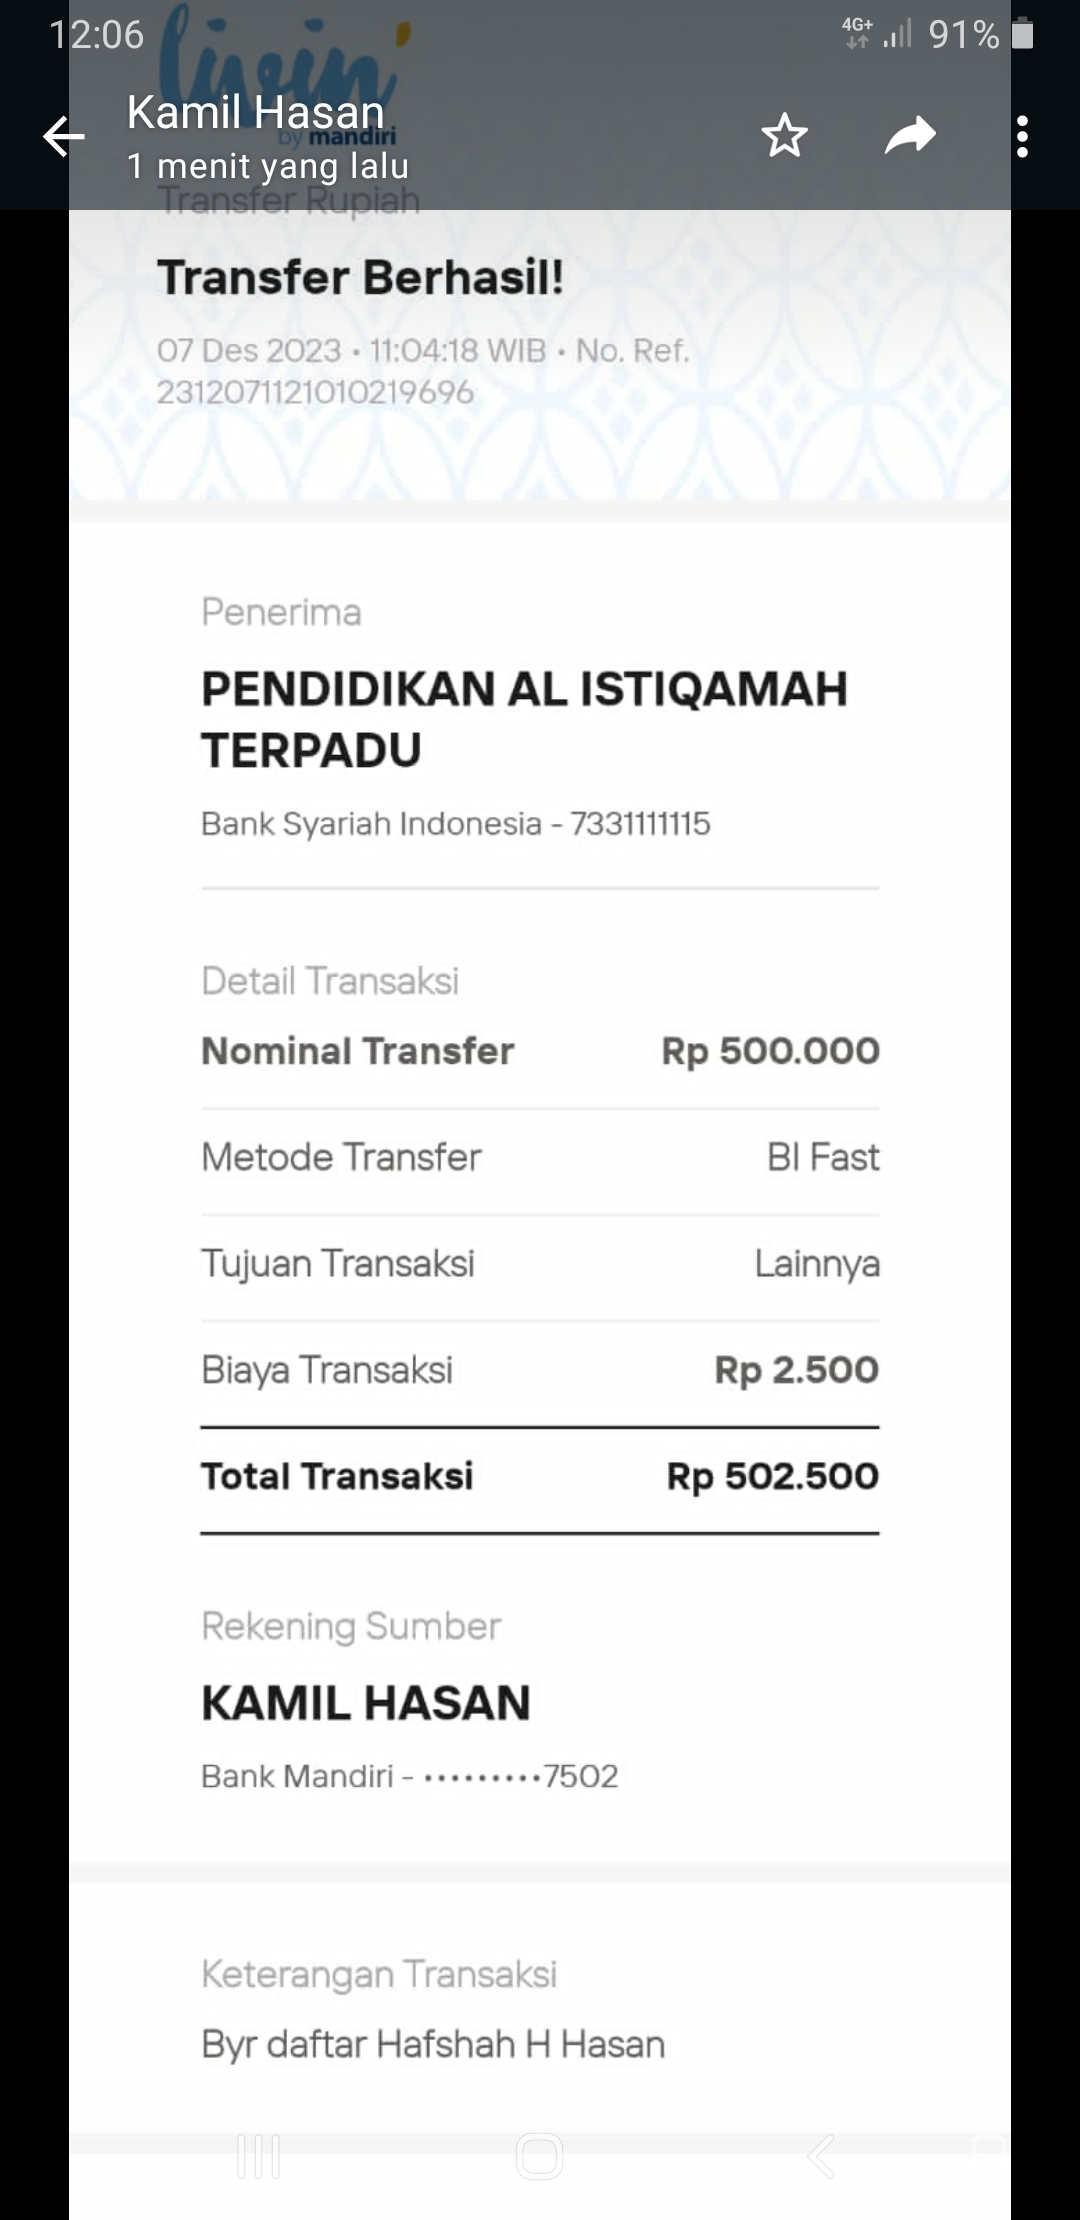 12:06
4G+
91%
livin'
by mandiri
Kamil Hasan
1 menit yang lalu
Transfer Rupiah
Transfer Berhasil!
07 Des 2023 • 11:04:18 WIB • No. Ref.
2312071121010219696
Penerima
PENDIDIKAN AL ISTIQAMAH
TERPADU
Bank Syariah Indonesia - 7331111115
Detail Transaksi
Nominal Transfer Rp 500.000
Metode Transfer BI Fast
Tujuan Transaksi Lainnya
Biaya Transaksi Rp 2.500
Total Transaksi Rp 502.500
Rekening Sumber
KAMIL HASAN
Bank Mandiri - •••••••••7502
Keterangan Transaksi
Byr daftar Hafshah H Hasan